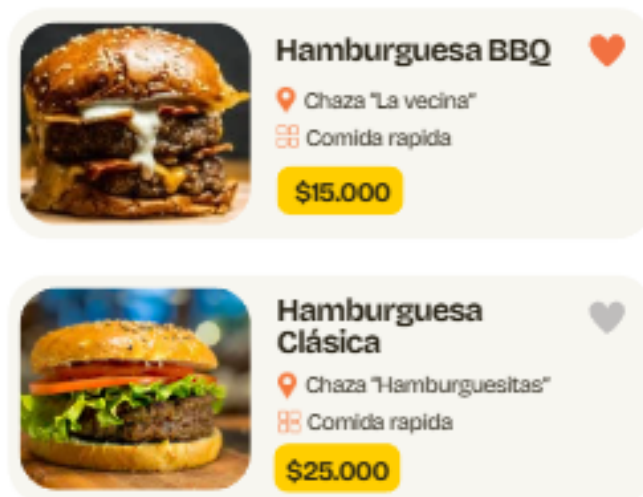 Hamburguesa BBQ
Chaza "La vecina"
Comida rapida
$15.000
Hamburguesa
Clásica
Chaza "Hamburguesitas"
Comida rapida
$25.000